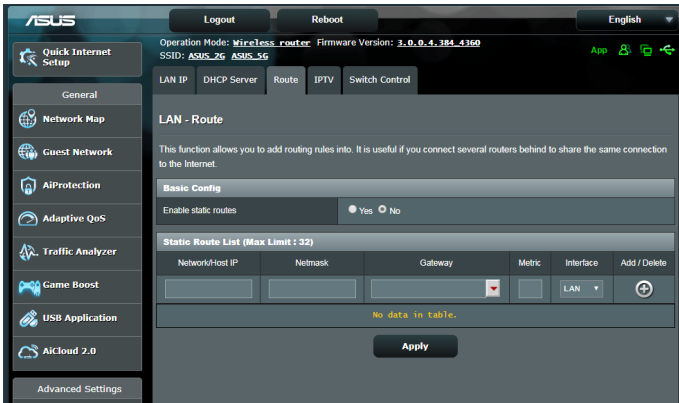 ASUS
Logout
Reboot
English
Quick Internet
Setup
Operation Mode: Wireless router Firmware Version: 3.0.0.4.384_4360
SSID: ASUS_2G ASUS_5G
App
LAN IP DHCP Server Route IPTV Switch Control
General
Network Map
Guest Network
AiProtection
Adaptive QoS
Traffic Analyzer
Game Boost
USB Application
AiCloud 2.0
Advanced Settings
LAN - Route
This function allows you to add routing rules into. It is useful if you connect several routers behind to share the same connection
to the Internet.
Basic Config
Enable static routes Yes No
Static Route List (Max Limit : 32)
Network/Host IP Netmask Gateway Metric Interface Add / Delete
LAN
No data in table.
Apply